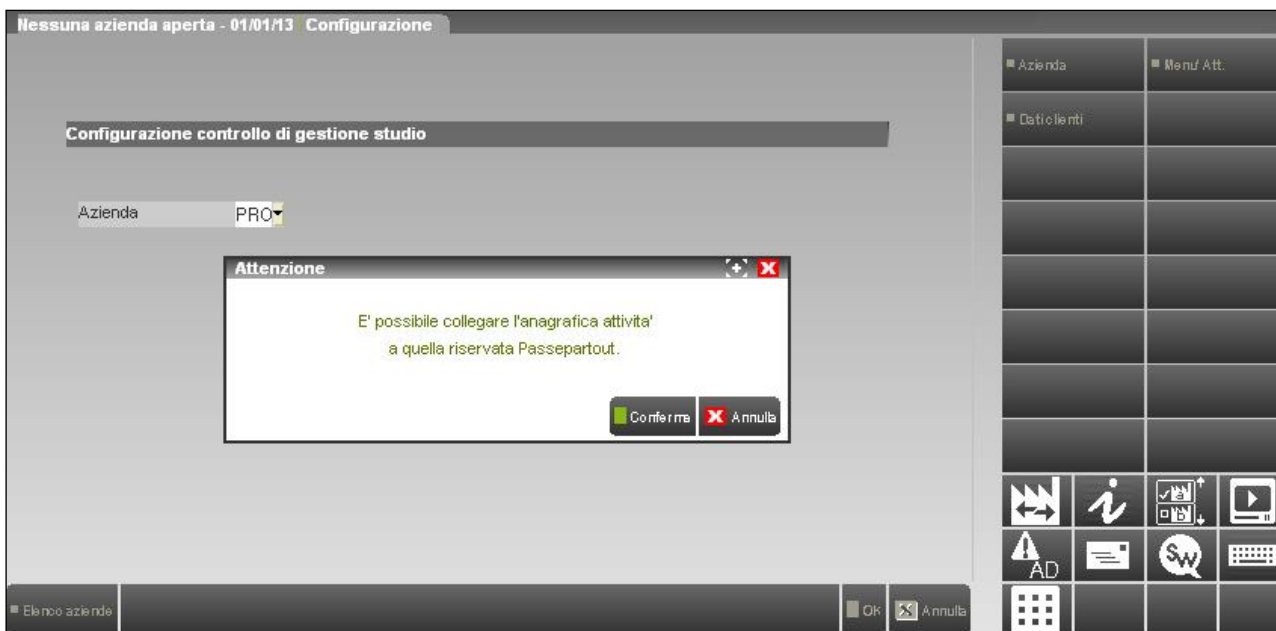 Nessuna azienda aperta - 01/01/13 Configurazione
Azienda
Menu' Att.
Dati clienti
Configurazione controllo di gestione studio
Azienda PRO
Attenzione
E' possibile collegare l'anagrafica attivita'
a quella riservata Passepartout.
Conferma
Annulla
AD
SW
Elenco aziende
Ok
Annulla